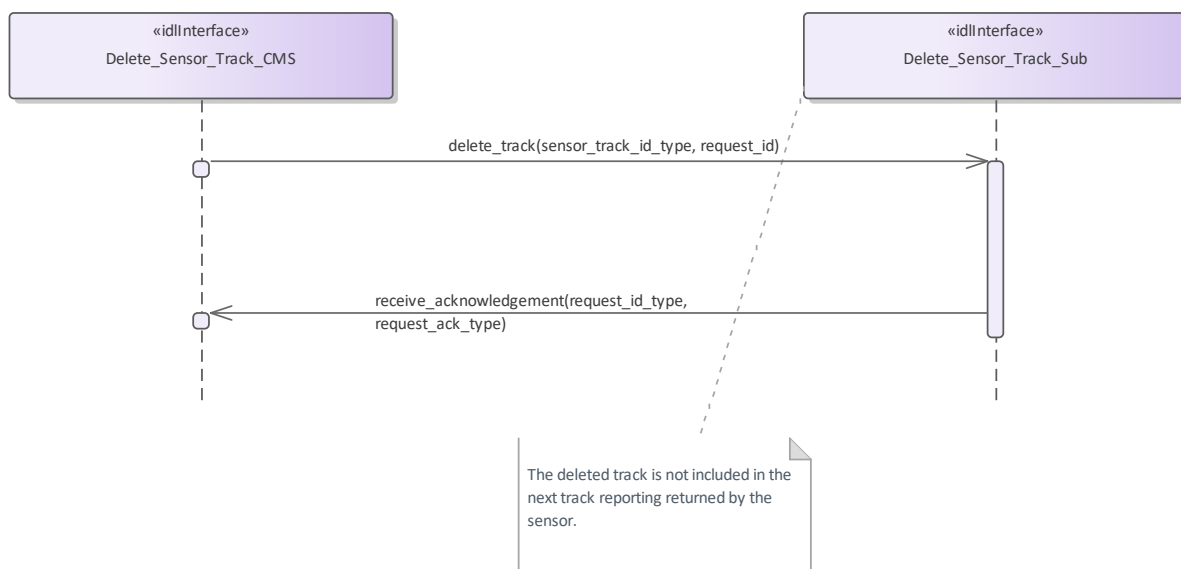 «idlInterface»
Delete_Sensor_Track_CMS
«idlInterface»
Delete_Sensor_Track_Sub
delete_track(sensor_track_id_type, request_id)
receive_acknowledgement(request_id_type,
request_ack_type)
The deleted track is not included in the
next track reporting returned by the
sensor.